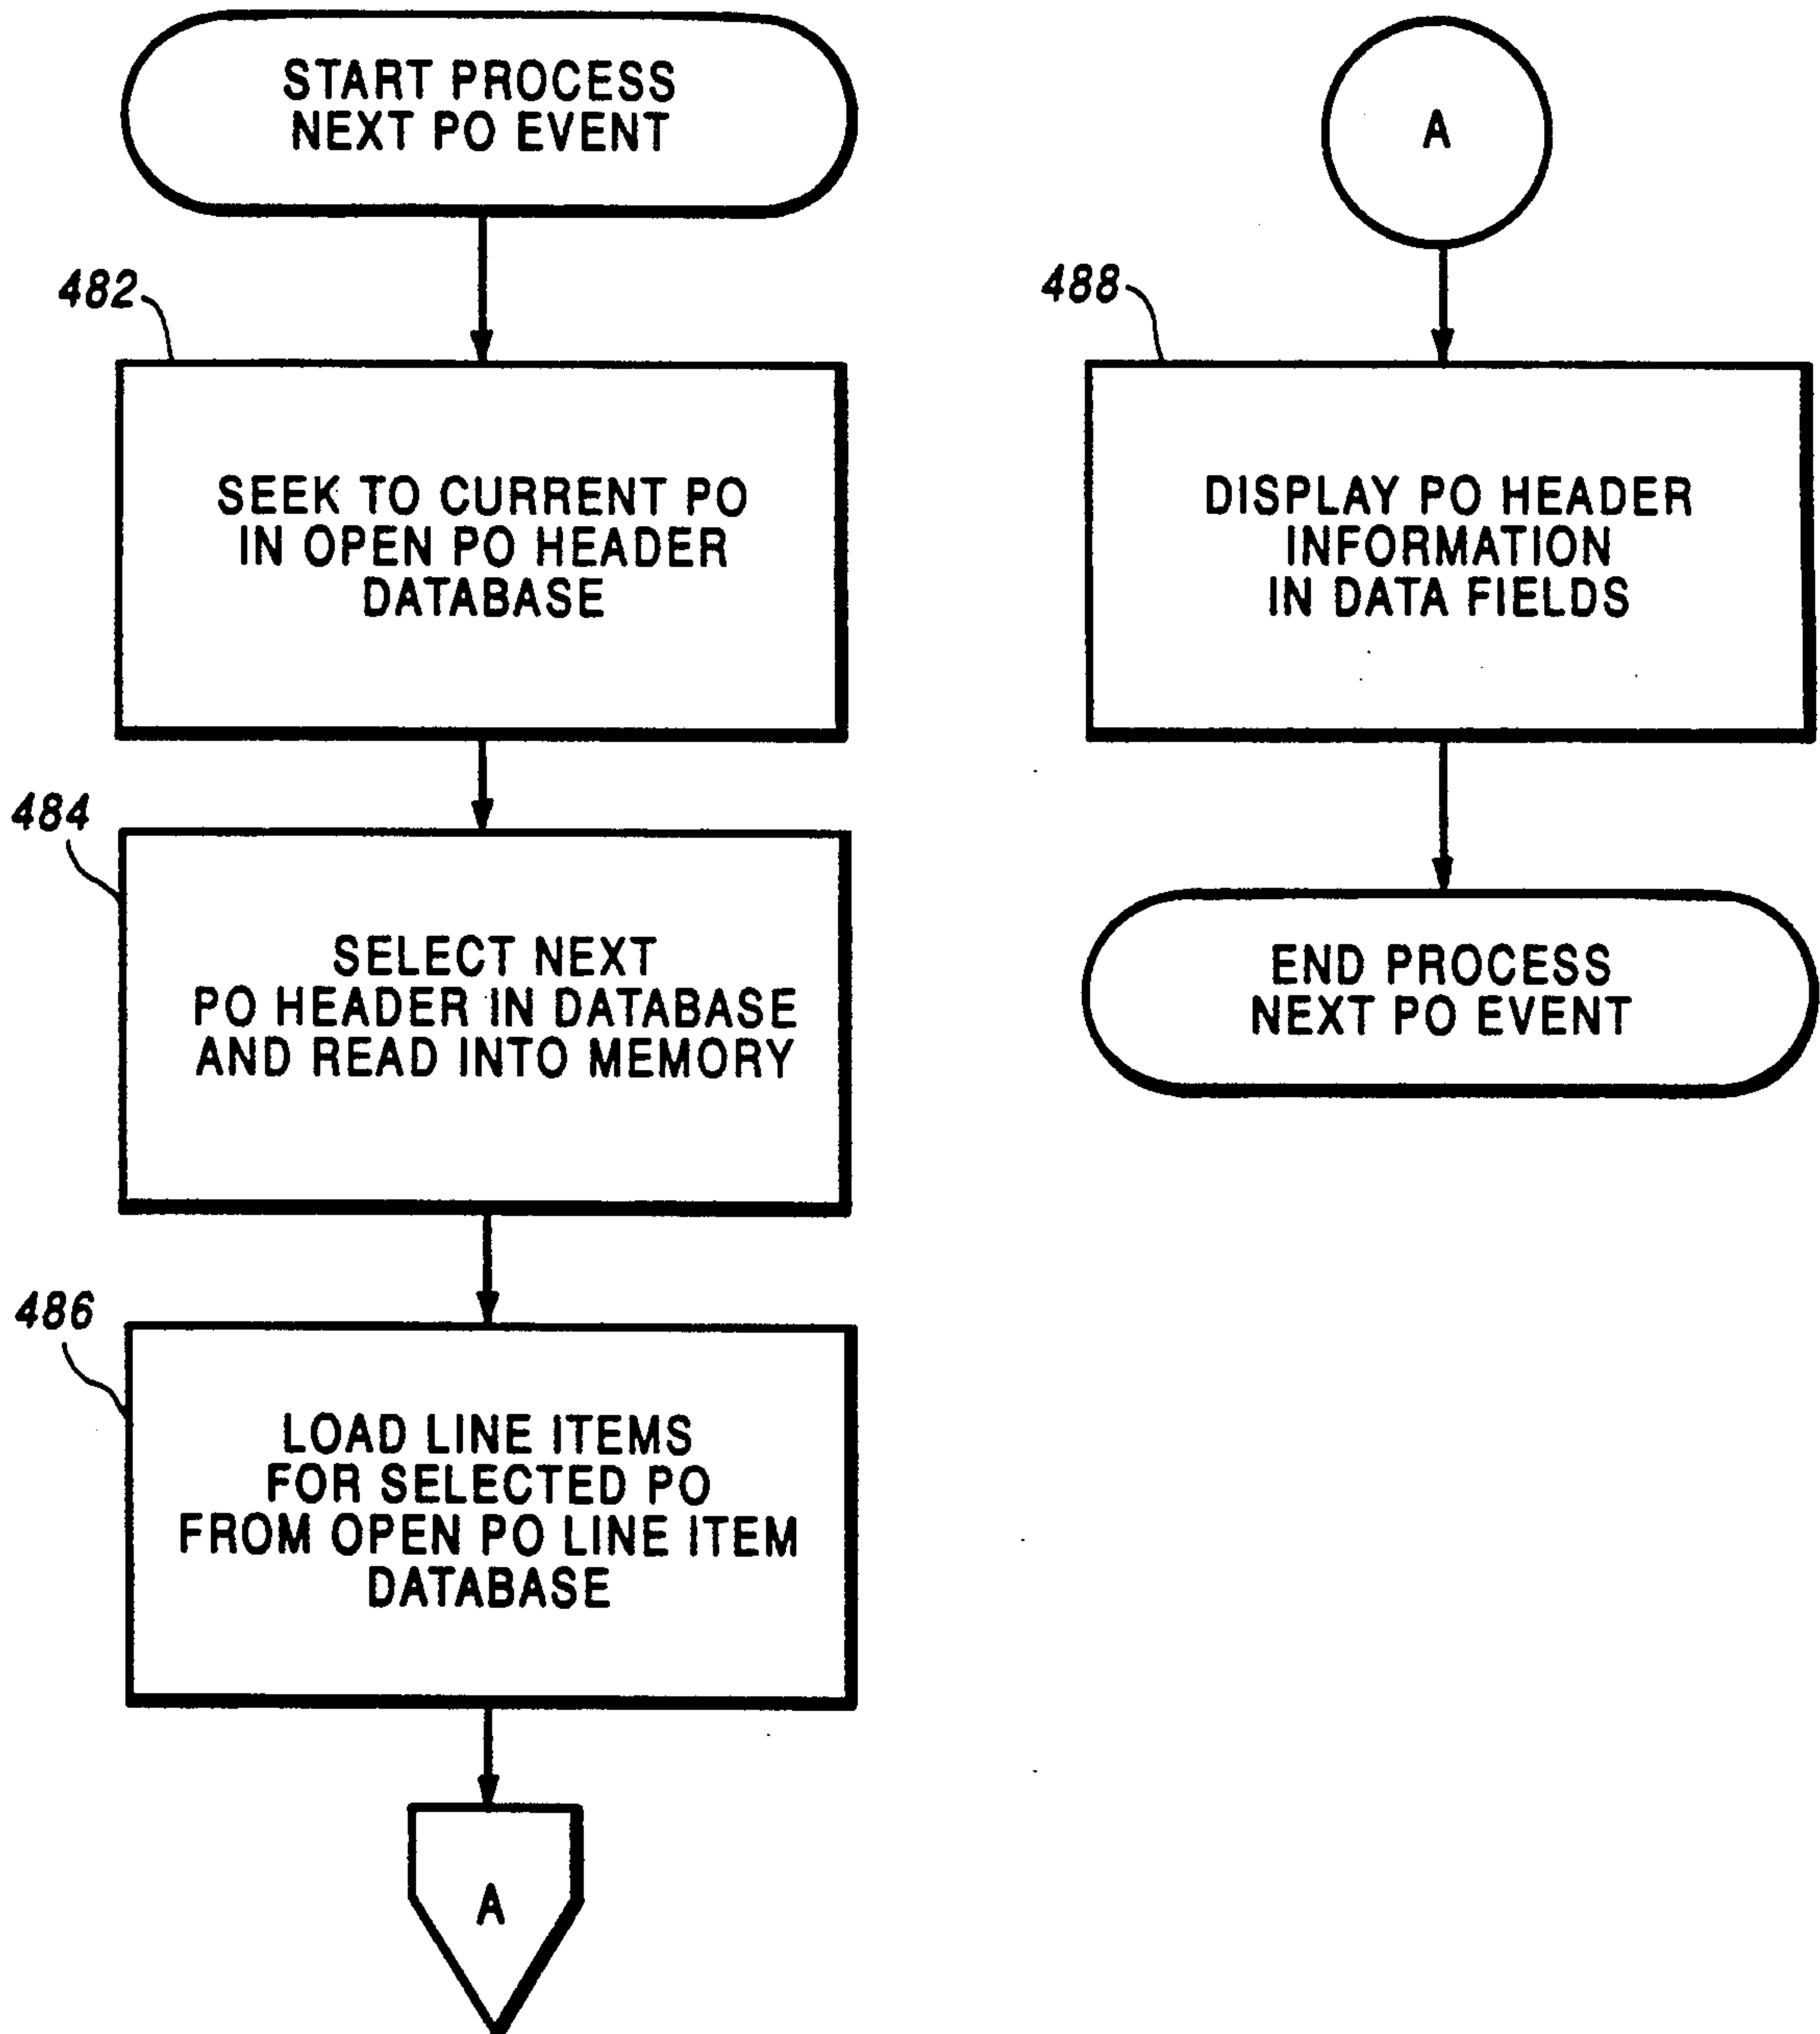 START PROCESS
NEXT PO EVENT
482
SEEK TO CURRENT PO
IN OPEN PO HEADER
DATABASE
484
SELECT NEXT
PO HEADER IN DATABASE
AND READ INTO MEMORY
486
LOAD LINE ITEMS
FOR SELECTED PO
FROM OPEN PO LINE ITEM
DATABASE
A
A
488
DISPLAY PO HEADER
INFORMATION
IN DATA FIELDS
END PROCESS
NEXT PO EVENT